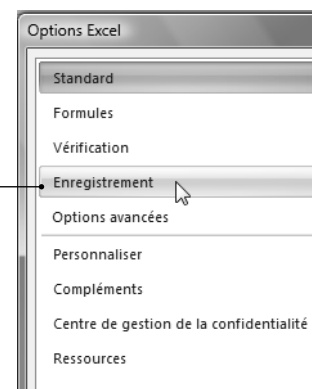 Options Excel
Standard
Formules
Vérification
Enregistrement
Options avancées
Personnaliser
Compléments
Centre de gestion de la confidentialité
Ressources